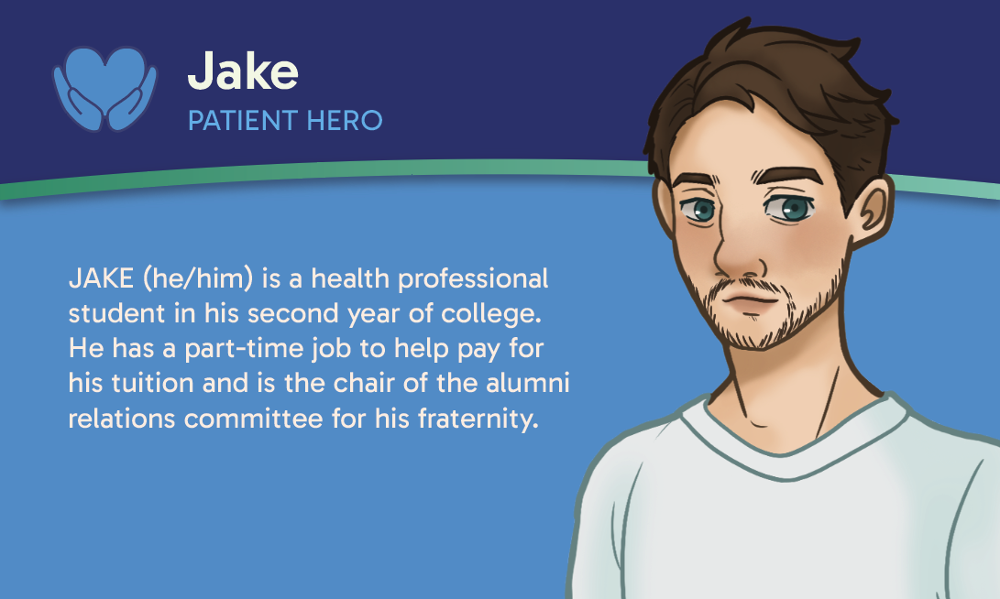 Jake
PATIENT HERO
JAKE (he/him) is a health professional
student in his second year of college.
He has a part-time job to help pay for
his tuition and is the chair of the alumni
relations committee for his fraternity.